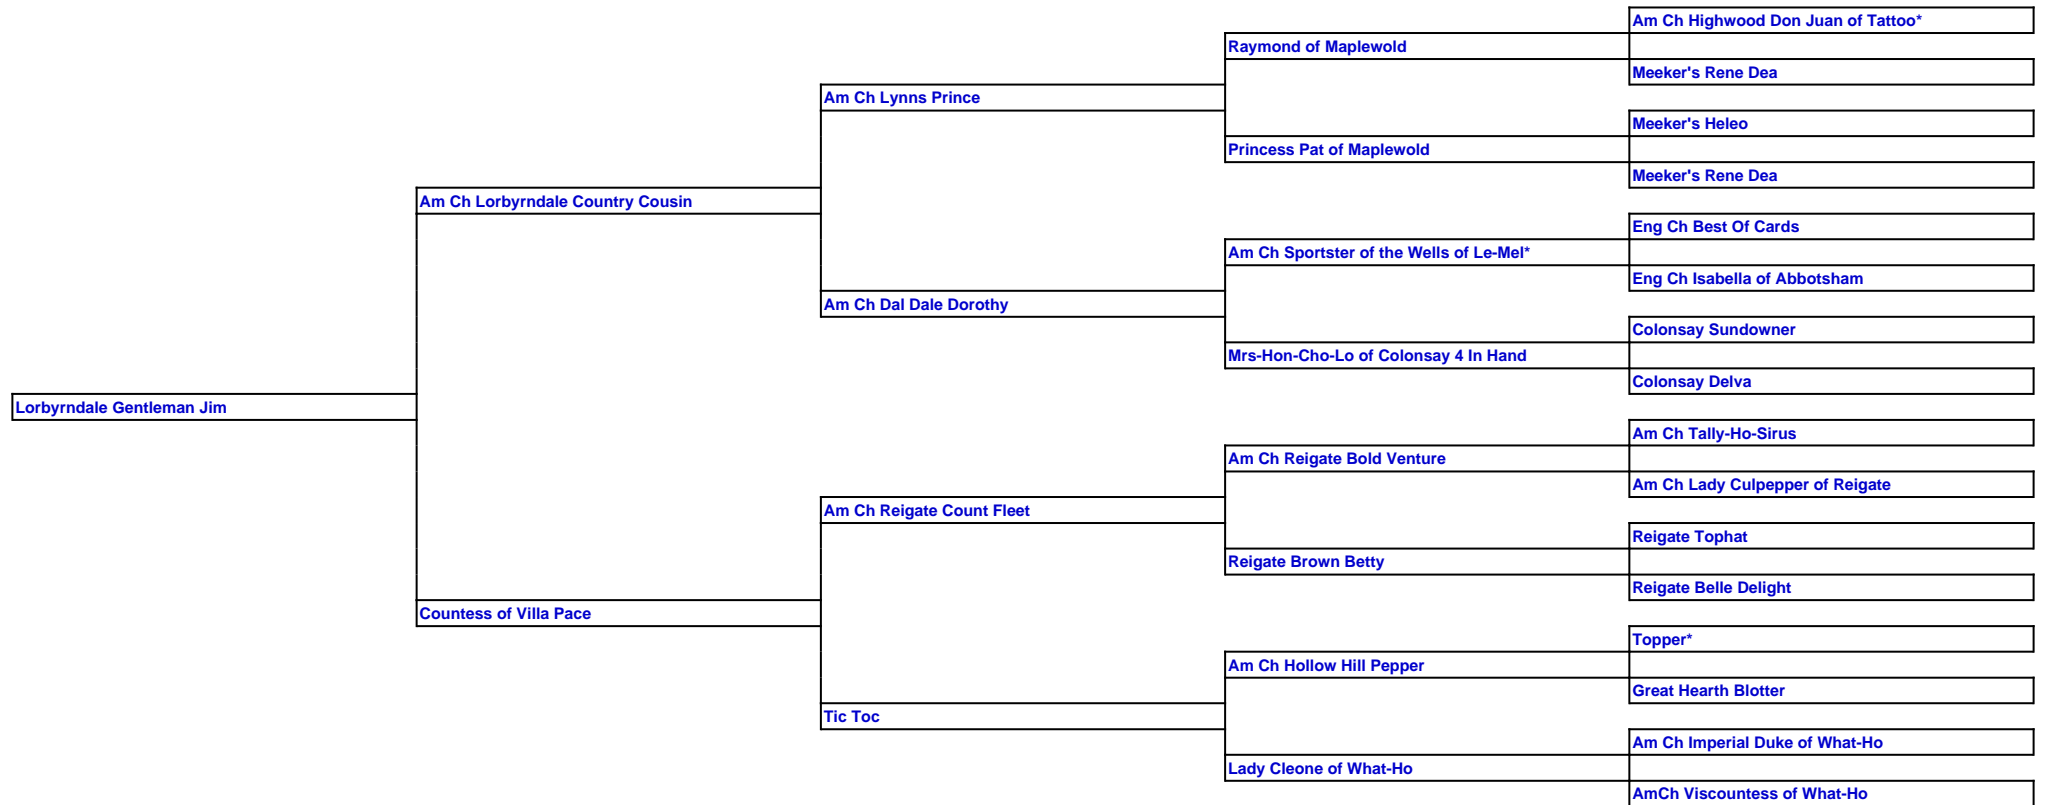 Am Ch Highwood Don Juan of Tattoo*
Raymond of Maplewold
Meeker's Rene Dea
Am Ch Lynns Prince
Meeker's Heleo
Princess Pat of Maplewold
Meeker's Rene Dea
Am Ch Lorbyrndale Country Cousin
Eng Ch Best Of Cards
Am Ch Sportster of the Wells of Le-Mel*
Eng Ch Isabella of Abbotsham
Am Ch Dal Dale Dorothy
Colonsay Sundowner
Mrs-Hon-Cho-Lo of Colonsay 4 In Hand
Colonsay Delva
Lorbyrndale Gentleman Jim
Am Ch Tally-Ho-Sirus
Am Ch Reigate Bold Venture
Am Ch Lady Culpepper of Reigate
Am Ch Reigate Count Fleet
Reigate Tophat
Reigate Brown Betty
Reigate Belle Delight
Countess of Villa Pace
Topper*
Am Ch Hollow Hill Pepper
Great Hearth Blotter
Tic Toc
Am Ch Imperial Duke of What-Ho
Lady Cleone of What-Ho
AmCh Viscountess of What-Ho